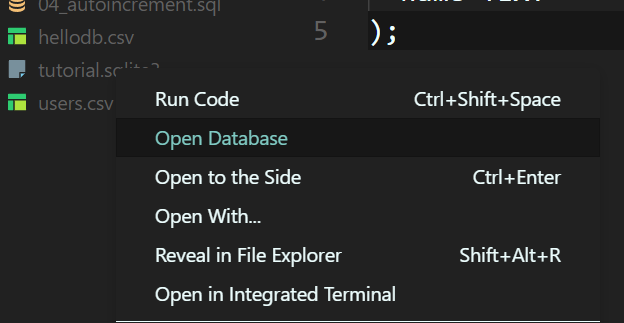 04_autoincrement.sql
hellodb.csv
tutorial.sqlite3
users.csv
5 );
Run Code Ctrl+Shift+Space
Open Database
Open to the Side Ctrl+Enter
Open With...
Reveal in File Explorer Shift+Alt+R
Open in Integrated Terminal